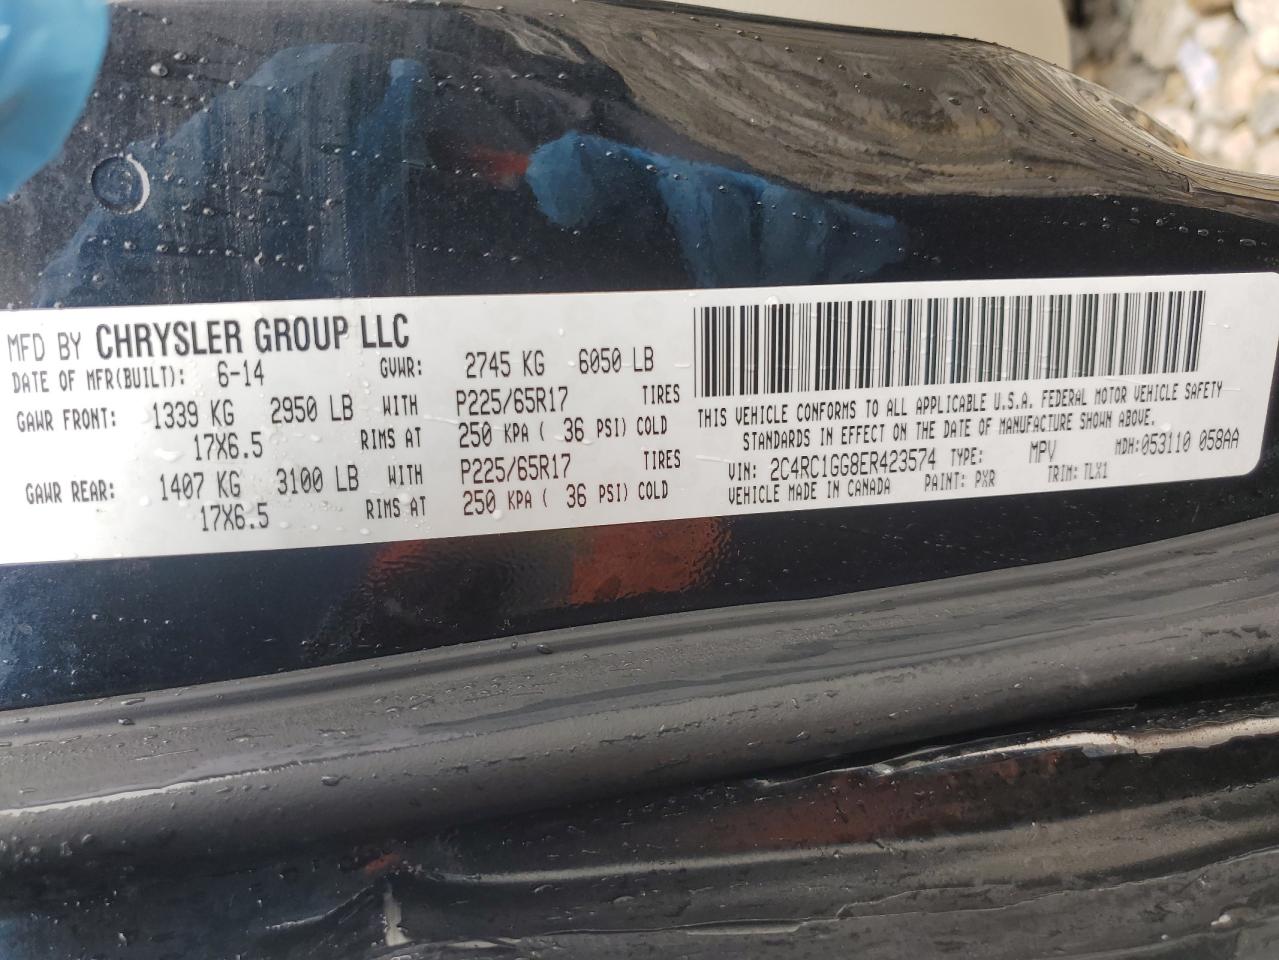 MFD BY CHRYSLER GROUP LLC
DATE OF MFR(BUILT): 6-14 GVWR: 2745 KG 6050 LB
GAWR FRONT: 1339 KG 2950 LB WITH P225/65R17 TIRES
17X6.5 RIMS AT 250 KPA ( 36 PSI) COLD
GAWR REAR: 1407 KG 3100 LB WITH P225/65R17 TIRES
17X6.5 RIMS AT 250 KPA ( 36 PSI) COLD
THIS VEHICLE CONFORMS TO ALL APPLICABLE U.S.A. FEDERAL MOTOR VEHICLE SAFETY
STANDARDS IN EFFECT ON THE DATE OF MANUFACTURE SHOWN ABOVE.
VIN: 2C4RC1GG8ER423574 TYPE: MPV MDH:053110 058AA
VEHICLE MADE IN CANADA PAINT: PXR TRIM: TLX1